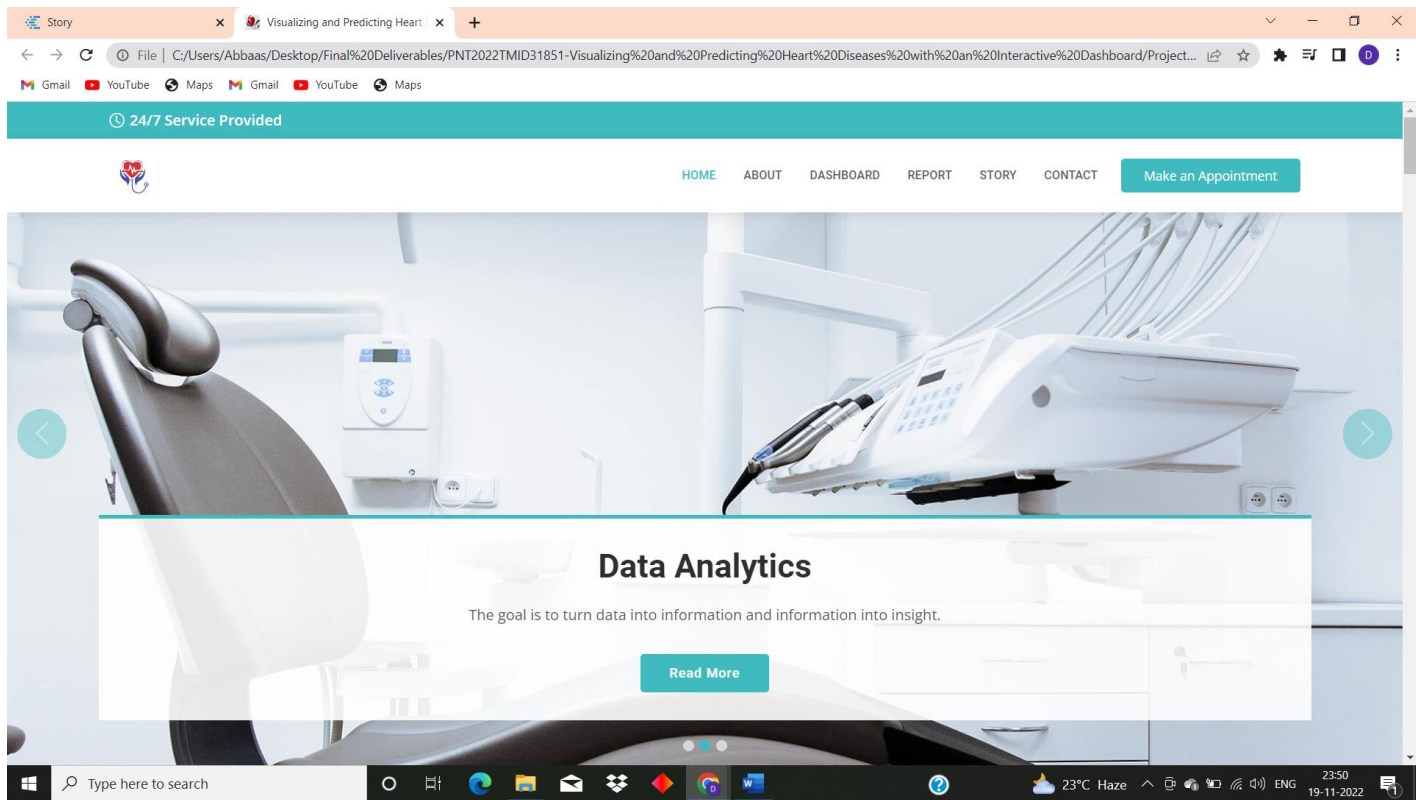 Story
Visualizing and Predicting Heart
File | C:/Users/Abbaas/Desktop/Final%20Deliverables/PNT2022TMID31851-Visualizing%20and%20Predicting%20Heart%20Diseases%20with%20an%20Interactive%20Dashboard/Project...
D
Gmail YouTube Maps Gmail YouTube Maps
24/7 Service Provided
HOME ABOUT DASHBOARD REPORT STORY CONTACT Make an Appointment
Data Analytics
The goal is to turn data into information and information into insight.
Read More
Type here to search
23°C Haze ENG 23:50
19-11-2022